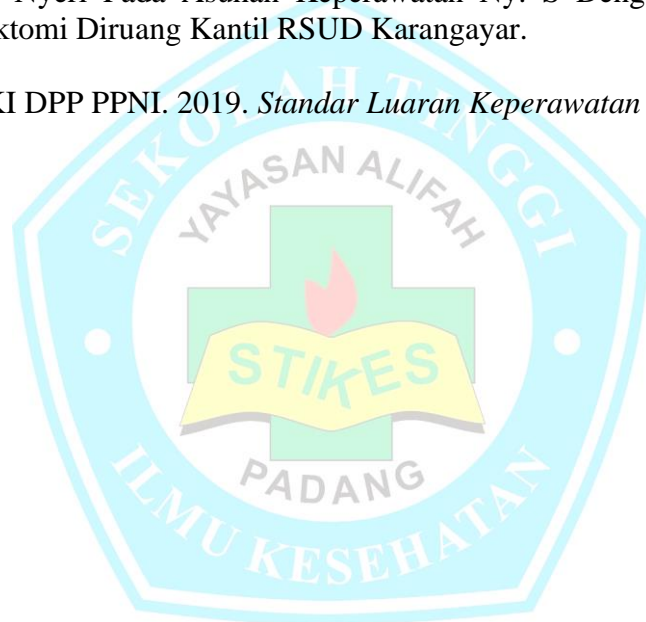 Nyeri Pada Asuhan Keperawatan Ny. S Deng
ktomi Diruang Kantil RSUD Karangayar.
KI DPP PPNI. 2019. Standar Luaran Keperawatan
SEKOLAH TINGGI
YAYASAN ALIFAH
STIKES
PADANG
ILMU KESEHATAN